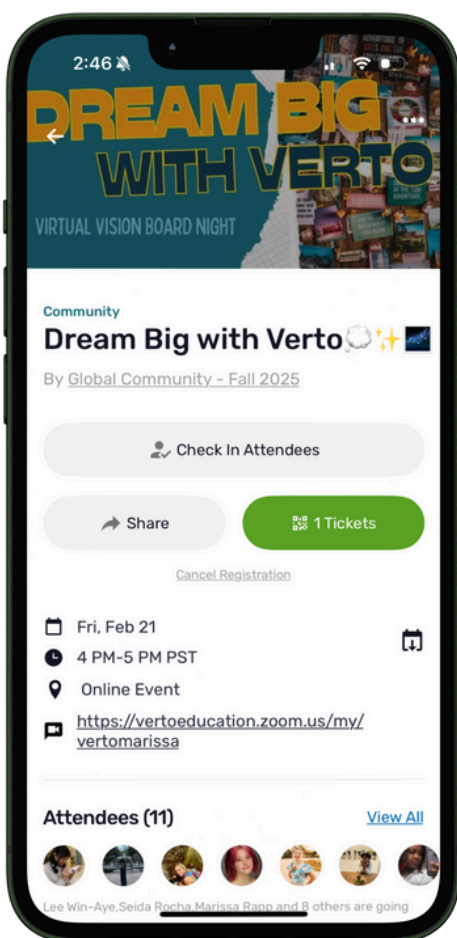 2:46
DREAM BIG
WITH VERTO
VIRTUAL VISION BOARD NIGHT
Community
Dream Big with Verto💭✨🌌
By Global Community - Fall 2025
Check In Attendees
Share
1 Tickets
Cancel Registration
Fri, Feb 21
4 PM-5 PM PST
Online Event
https://vertoeducation.zoom.us/my/
vertomarissa
Attendees (11)
View All
Lee Win-Aye,Seida Rocha,Marissa Rapp and 8 others are going